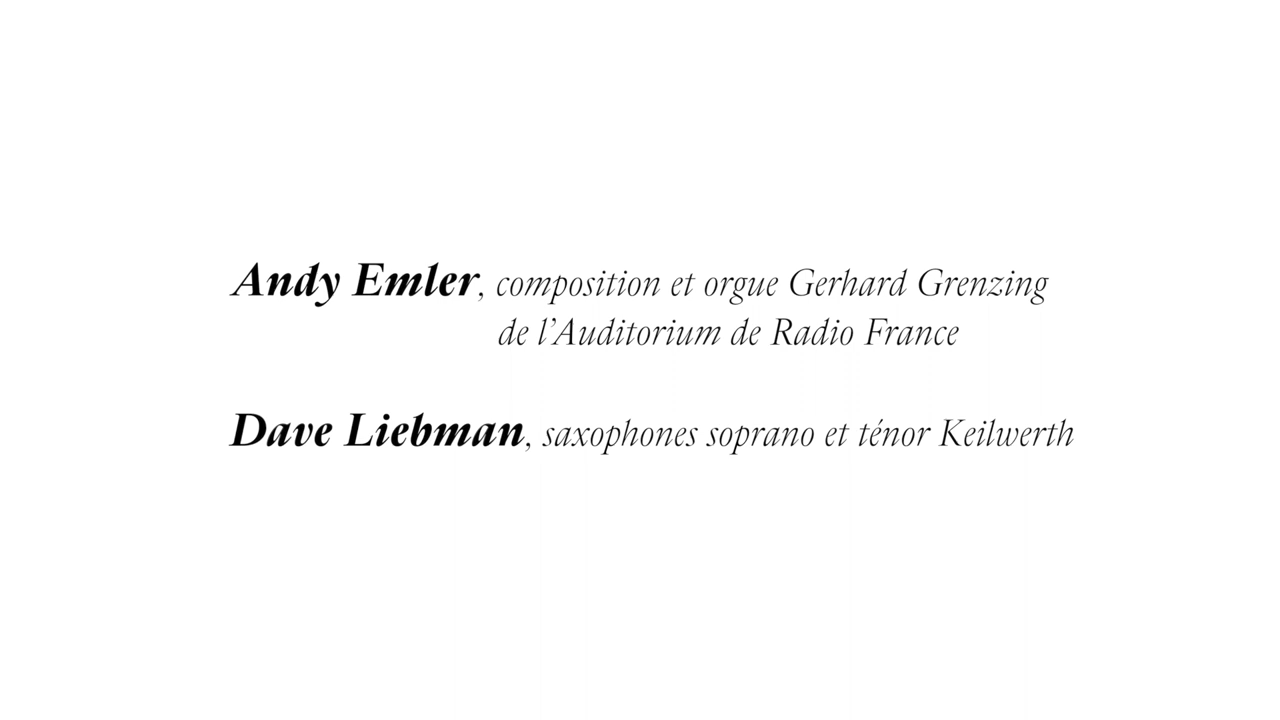 Andy Emler, composition et orgue Gerhard Grenzing
de l’Auditorium de Radio France
Dave Liebman, saxophones soprano et ténor Keilwerth